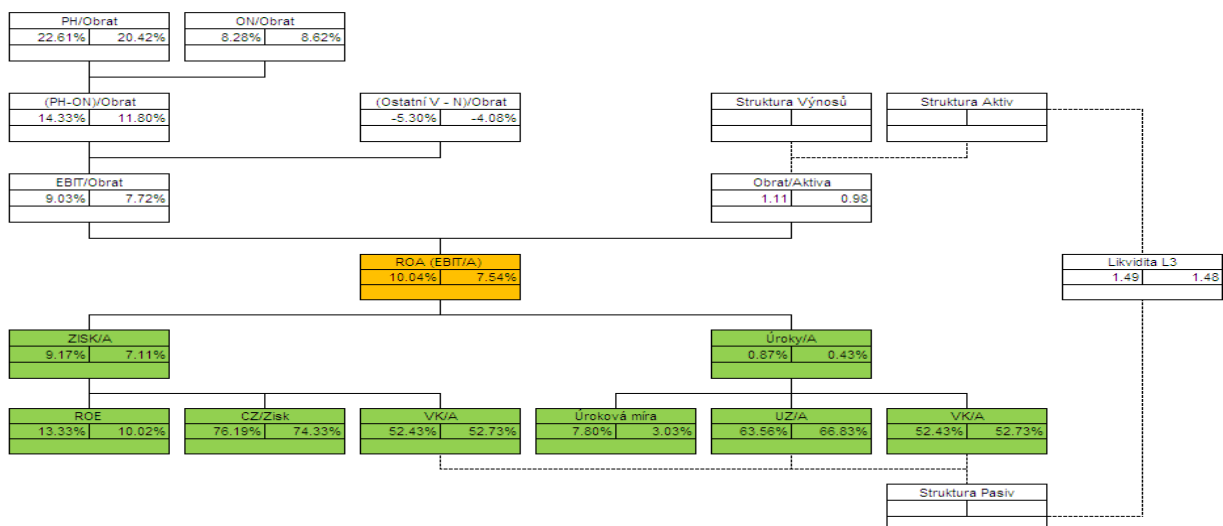 PH/Obrat ON/Obrat
22.61% 20.42% 8.28% 8.62%
(PH-ON)/Obrat (Ostatní V - N)/Obrat Struktura Výnosů Struktura Aktiv
14.33% 11.80% -5.30% -4.08%
EBIT/Obrat Obrat/Aktiva
9.03% 7.72% 1.11 0.98
ROA (EBIT/A) Likvidita L3
10.04% 7.54% 1.49 1.48
ZISK/A Úroky/A
9.17% 7.11% 0.87% 0.43%
ROE CZ/Zisk VK/A Úroková míra UZ/A VK/A
13.33% 10.02% 76.19% 74.33% 52.43% 52.73% 7.80% 3.03% 63.56% 66.83% 52.43% 52.73%
Struktura Pasiv